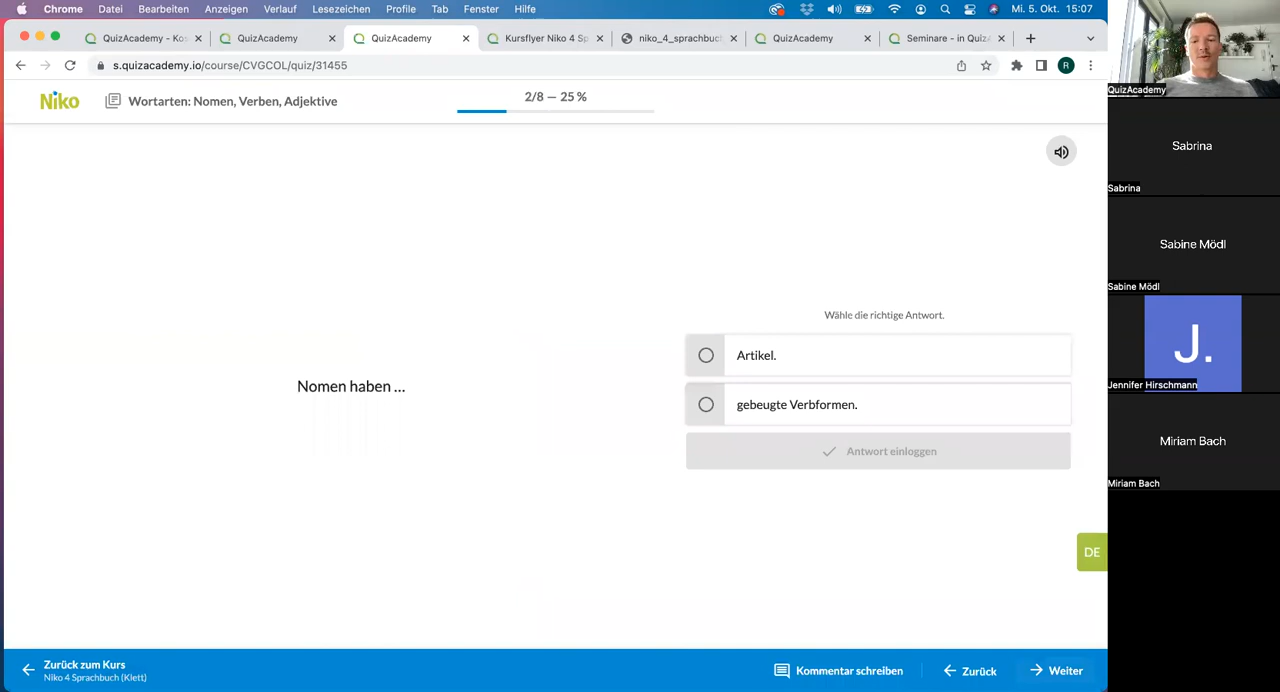 Chrome Datei Bearbeiten Anzeigen Verlauf Lesezeichen Profile Tab Fenster Hilfe Mi. 5. Okt. 15:07
QuizAcademy - Kos QuizAcademy QuizAcademy Kursflyer Niko 4 Sp niko_4_sprachbuc QuizAcademy Seminare - in Quiz
s.quizacademy.io/course/CVGCOL/quiz/31455 R
QuizAcademy
Niko Wortarten: Nomen, Verben, Adjektive 2/8 — 25 %
Sabrina
Sabrina
Sabine Mödl
Sabine Mödl
Wähle die richtige Antwort.
Artikel.
Nomen haben ...
gebeugte Verbformen.
Antwort einloggen
J.
Jennifer Hirschmann
Miriam Bach
Miriam Bach
DE
Zurück zum Kurs
Niko 4 Sprachbuch (Klett)
Kommentar schreiben Zurück Weiter